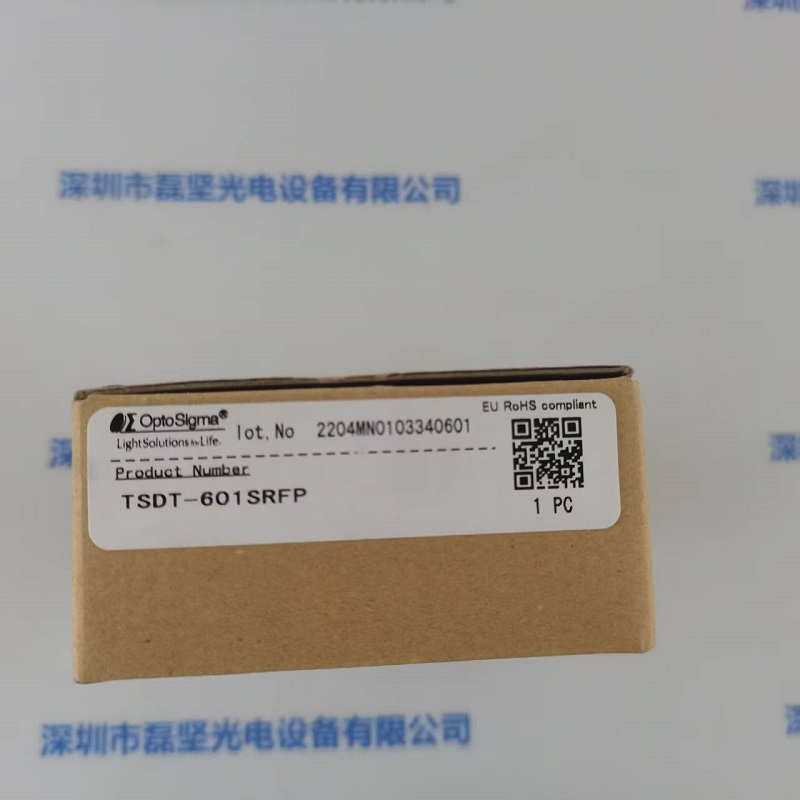 深圳市磊坚光电设备有限公司
深圳
OptoSigma®
Light Solutions for Life.
lot.No 2204MN0103340601
EU RoHS compliant
Product Number
TSDT-601SRFP
1 PC
深圳市磊坚光电设备有限公司